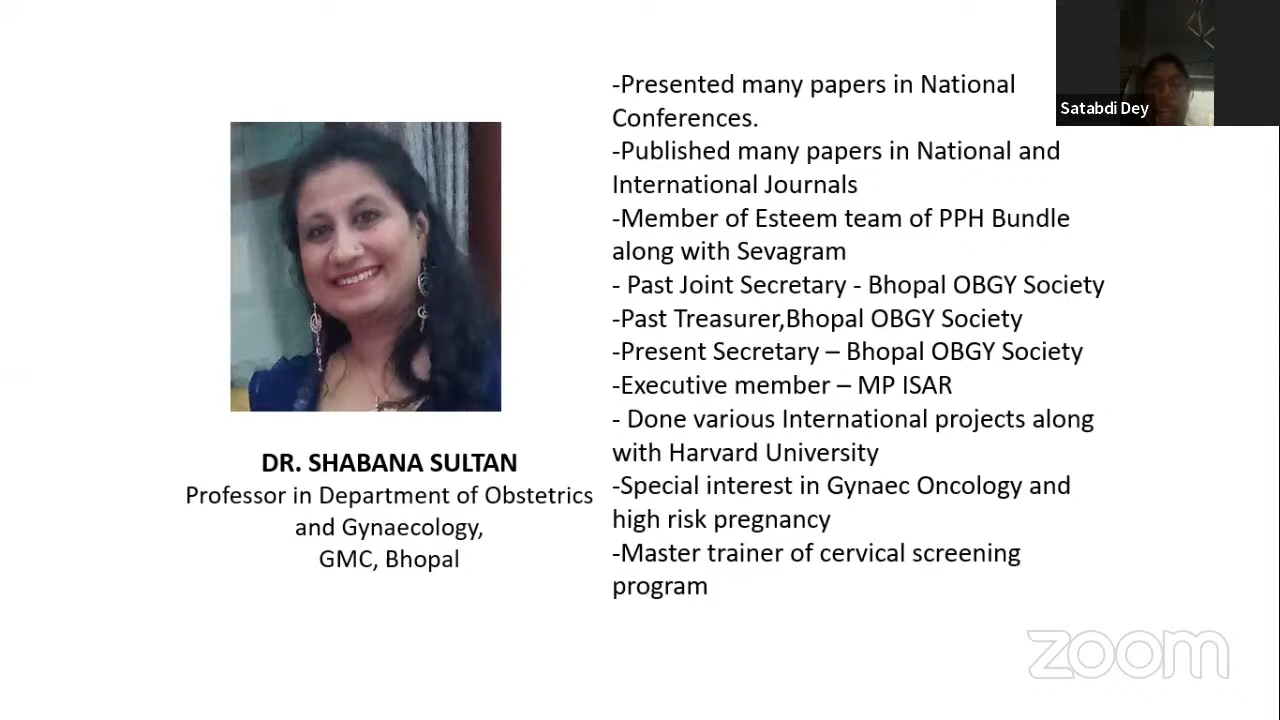 -Presented many papers in National
Conferences.
-Published many papers in National and
International Journals
-Member of Esteem team of PPH Bundle
along with Sevagram
- Past Joint Secretary - Bhopal OBGY Society
-Past Treasurer,Bhopal OBGY Society
-Present Secretary – Bhopal OBGY Society
-Executive member – MP ISAR
- Done various International projects along
with Harvard University
-Special interest in Gynaec Oncology and
high risk pregnancy
-Master trainer of cervical screening
program
DR. SHABANA SULTAN
Professor in Department of Obstetrics
and Gynaecology,
GMC, Bhopal
Satabdi Dey
zoom